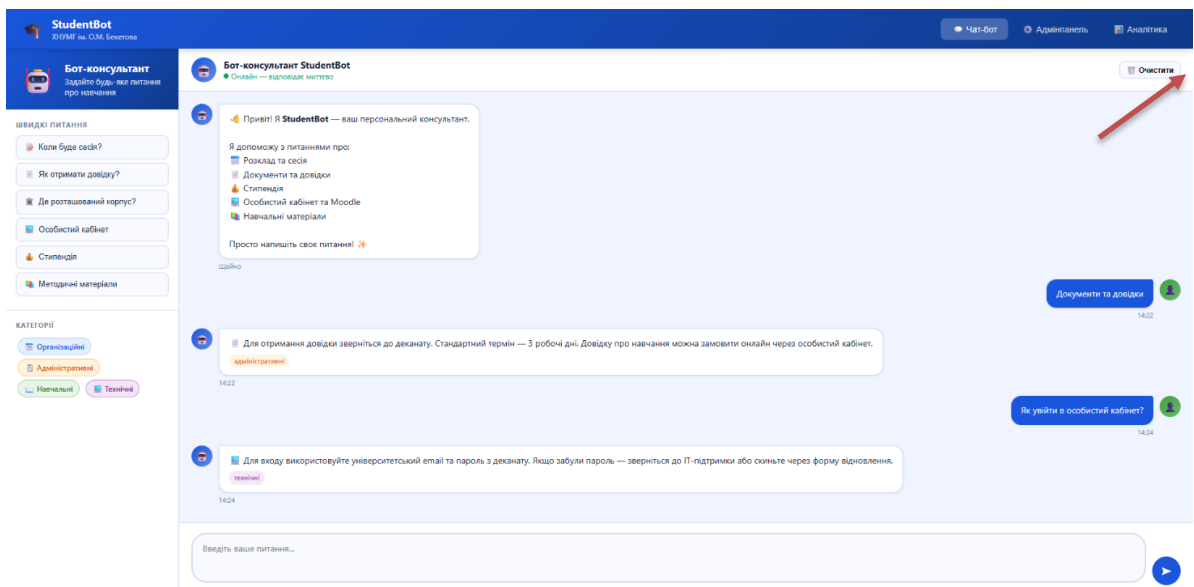 StudentBot
ХНУМГ ім. О.М. Бекетова
Чат-бот
Адмінпанель
Аналітика
Бот-консультант
Задайте будь-яке питання
про навчання
ШВИДКІ ПИТАННЯ
Коли буде сесія?
Як отримати довідку?
Де розташований корпус?
Особистий кабінет
Стипендія
Методичні матеріали
КАТЕГОРІЇ
Організаційні
Адміністративні
Навчальні
Технічні
Бот-консультант StudentBot
Онлайн — відповідає миттєво
Очистити
Привіт! Я StudentBot — ваш персональний консультант.
Я допоможу з питаннями про:
Розклад та сесія
Документи та довідки
Стипендія
Особистий кабінет та Moodle
Навчальні матеріали
Просто напишіть своє питання!
Щойно
Документи та довідки
14:22
Для отримання довідки зверніться до деканату. Стандартний термін — 3 робочі дні. Довідку про навчання можна замовити онлайн через особистий кабінет.
адміністративні
14:22
Як увійти в особистий кабінет?
14:24
Для входу використовуйте університетський email та пароль з деканату. Якщо забули пароль — зверніться до ІТ-підтримки або скиньте через форму відновлення.
технічні
14:24
Введіть ваше питання...